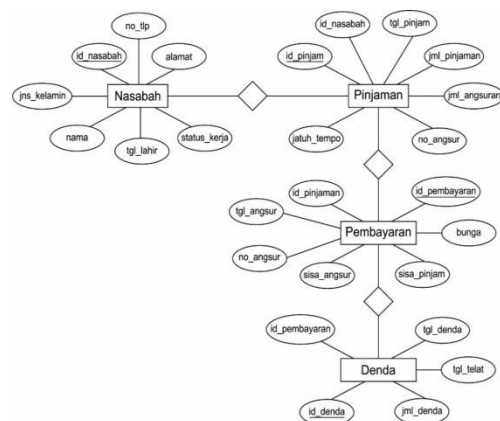 no_tlp
id_nasabah
alamat
jns_kelamin
Nasabah
nama
tgl_lahir
status_kerja
id_nasabah
tgl_pinjam
id_pinjam
jml_pinjaman
Pinjaman
jml_angsuran
jatuh_tempo
no_angsur
id_pinjaman
id_pembayaran
tgl_angsur
Pembayaran
bunga
no_angsur
sisa_angsur
sisa_pinjam
id_pembayaran
tgl_denda
Denda
tgl_telat
id_denda
jml_denda